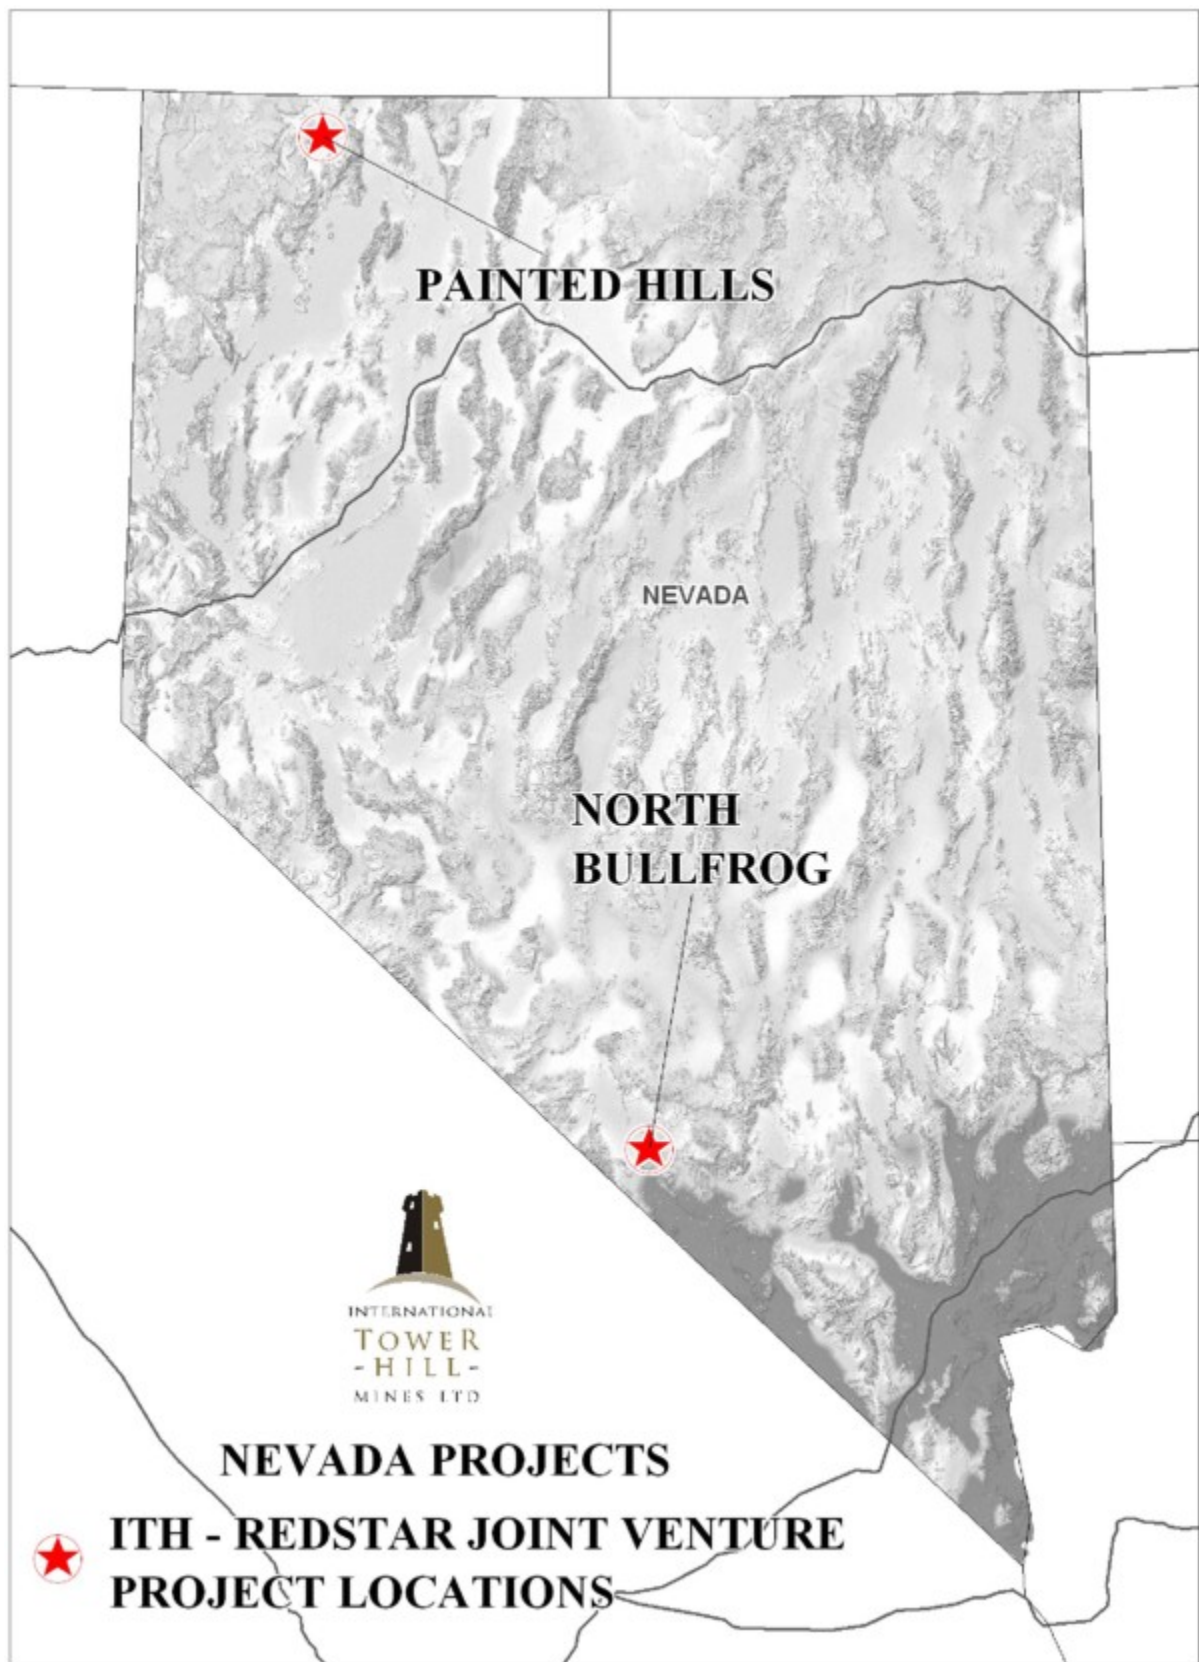 PAINTED HILLS
NEVADA
NORTH
BULLFROG
INTERNATIONAL
TOWER
-HILL-
MINES LTD
NEVADA PROJECTS
ITH - REDSTAR JOINT VENTURE
PROJECT LOCATIONS